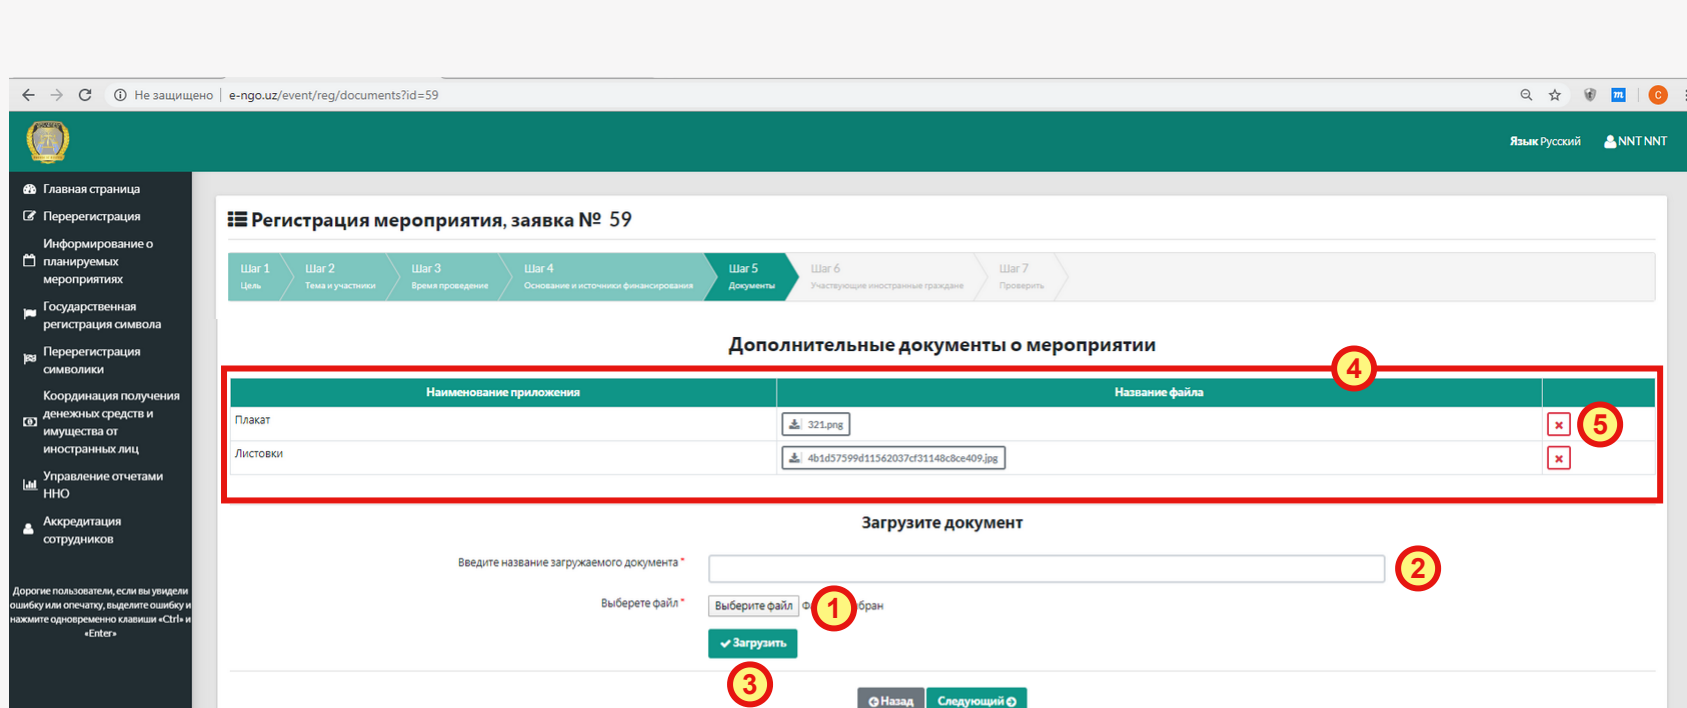 Не защищено | e-ngo.uz/event/reg/documents?id=59
m
C
Язык Русский NNT NNT
Главная страница
Перерегистрация
Информирование о
планируемых
мероприятиях
Государственная
регистрация символа
Перерегистрация
символики
Координация получения
денежных средств и
имущества от
иностранных лиц
Управление отчетами
ННО
Аккредитация
сотрудников
Дорогие пользователи, если вы увидели
ошибку или опечатку, выделите ошибку и
нажмите одновременно клавиши «Ctrl» и
«Enter»
Регистрация мероприятия, заявка № 59
Шаг 1
Цель
Шаг 2
Тема и участники
Шаг 3
Время проведение
Шаг 4
Основание и источники финансирования
Шаг 5
Документы
Шаг 6
Участвующие иностранные граждане
Шаг 7
Проверить
Дополнительные документы о мероприятии
4
Наименование приложения Название файла
Плакат 321.png
5
Листовки 4b1d57599d11562037cf31148c8ce409.jpg
Загрузите документ
Введите название загружаемого документа *
2
Выберете файл * Выберите файл
1
Загрузить
3
Назад Следующий